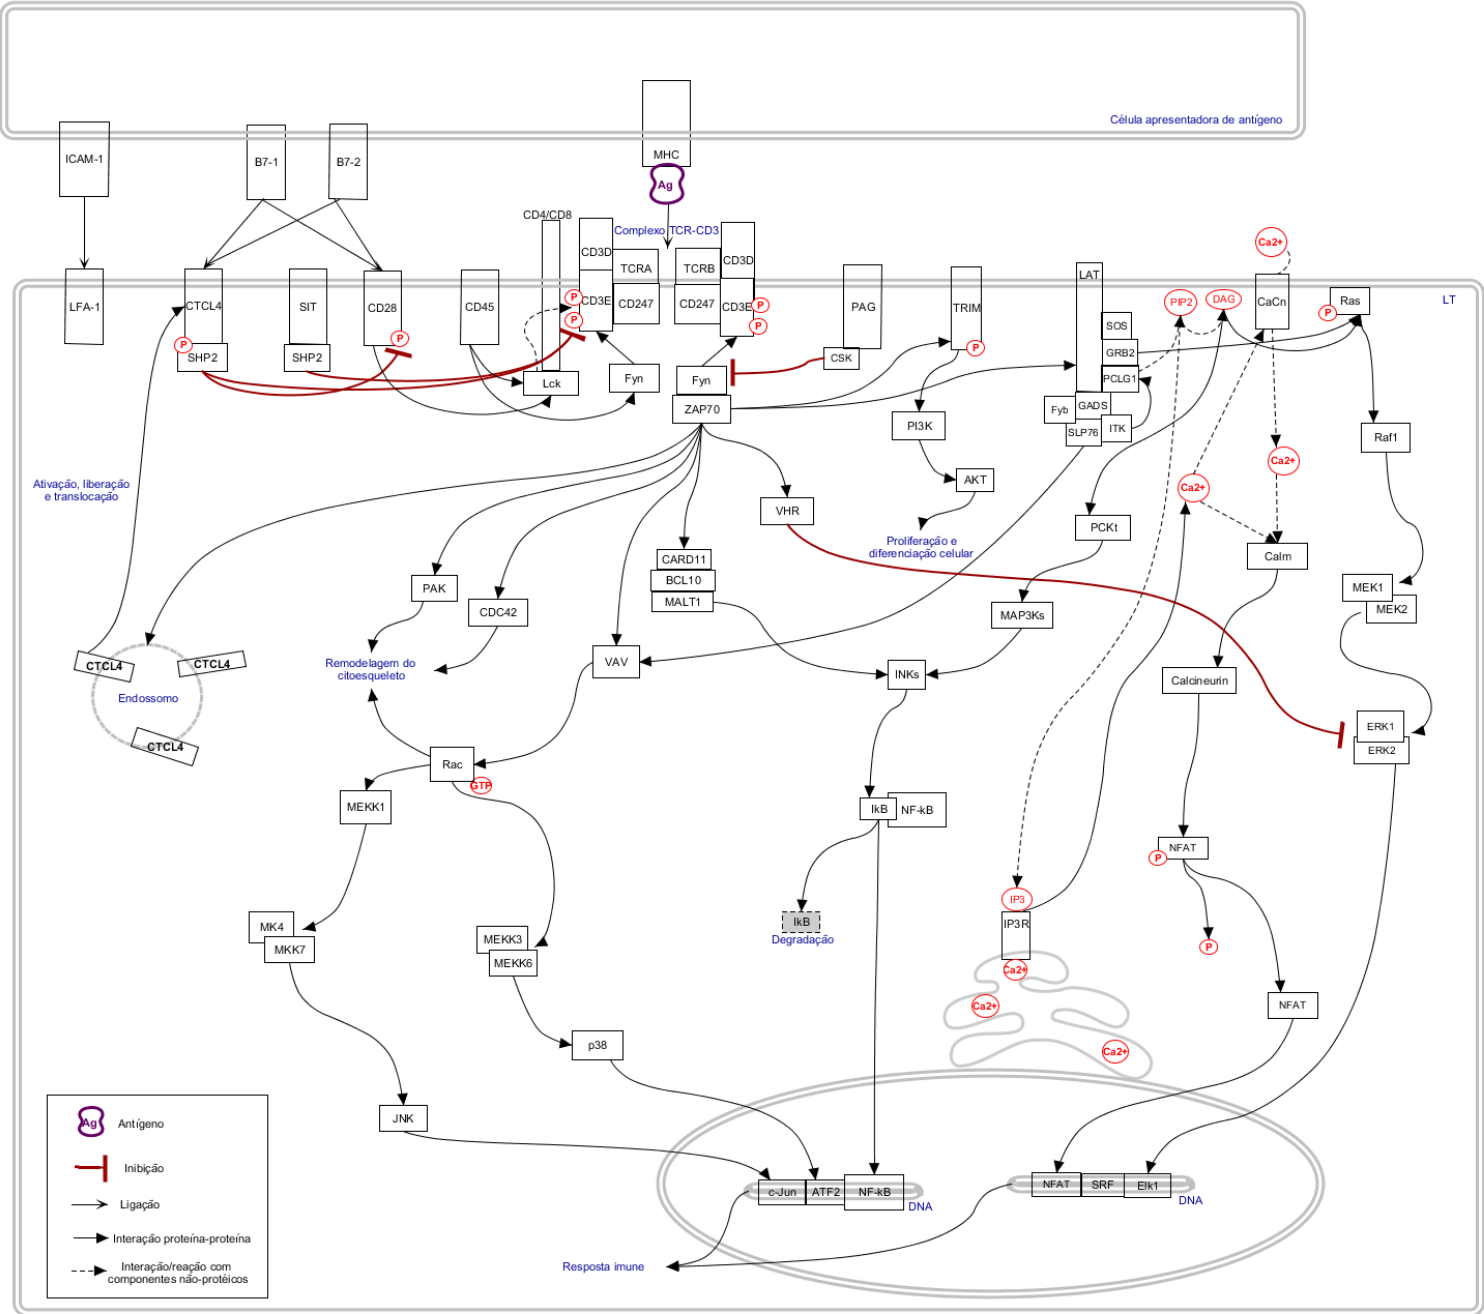 Célula apresentadora de antígeno
MHC
Ag
ICAM-1
B7-1
B7-2
CD4/CD8
Complexo TCR-CD3
CD3D
TCRA
TCRB
CD3D
Ca2+
LAT
LFA-1
CTCL4
SIT
CD28
CD45
P
CD3E
CD247
CD247
CD3E
P
PAG
TRIM
PIP2
DAG
CaCn
Ras
P
LT
P
SHP2
SHP2
P
P
P
CSK
P
SOS
GRB2
PCLG1
Lck
Fyn
Fyn
ZAP70
Fyb
GADS
SLP76
ITK
PI3K
Raf1
Ativação, liberação
e translocação
AKT
Ca2+
Ca2+
VHR
PCKt
Proliferação e
diferenciação celular
CARD11
BCL10
MALT1
Calm
PAK
CDC42
MAP3Ks
MEK1
MEK2
CTCL4
CTCL4
Endossomo
CTCL4
Remodelagem do
citoesqueleto
VAV
INKs
Calcineurin
ERK1
ERK2
Rac
GTP
MEKK1
IkB
NF-kB
NFAT
P
IkB
Degradação
IP3
IP3R
Ca2+
Ca2+
Ca2+
P
NFAT
MK4
MKK7
MEKK3
MEKK6
p38
JNK
c-Jun
ATF2
NF-kB
DNA
NFAT
SRF
Elk1
DNA
Resposta imune
Ag
Antígeno
Inibição
Ligação
Interação proteína-proteína
Interação/reação com
componentes não-protéicos